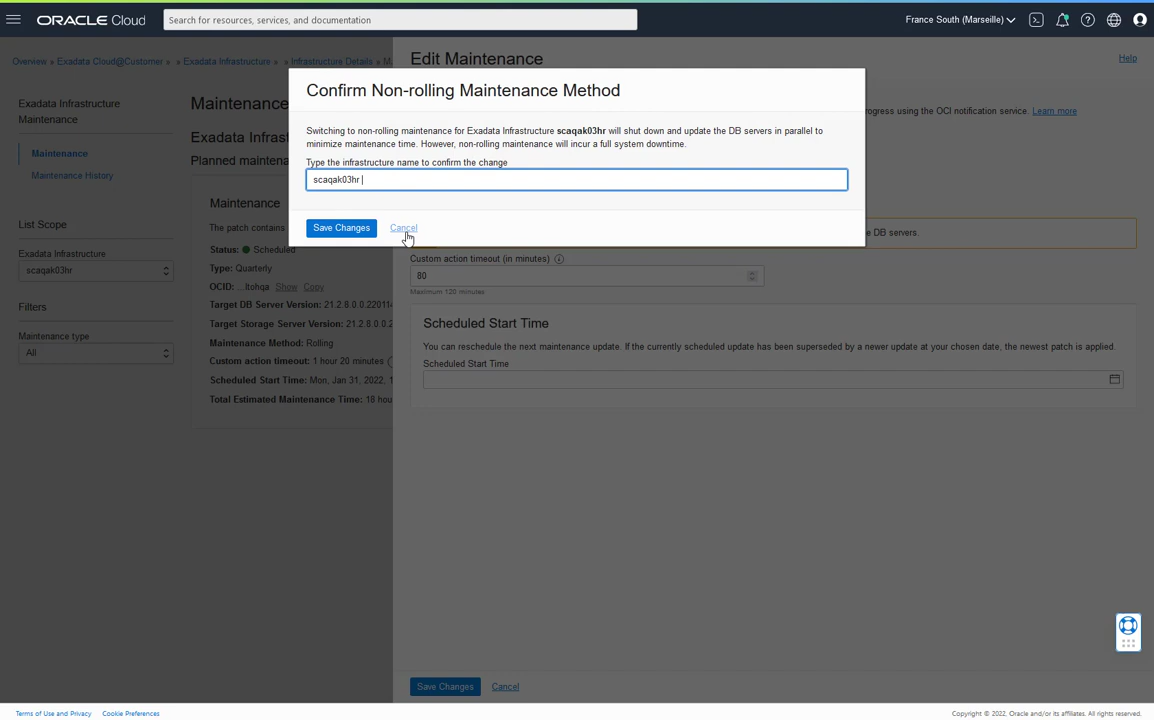 ORACLE Cloud
Search for resources, services, and documentation
France South (Marseille)
Overview » Exadata Cloud@Customer » Exadata Infrastructure » Infrastructure Details » M
Edit Maintenance
Help
Exadata Infrastructure
Maintenance
Maintenance
Maintenance History
List Scope
Exadata Infrastructure
scaqak03hr
Filters
Maintenance type
All
Maintenance
Exadata Infras
Planned maintena
Maintenance
The patch contains
Status: Scheduled
Type: Quarterly
OCID: ...ltohqa Show Copy
Target DB Server Version: 21.2.8.0.0.22011
Target Storage Server Version: 21.2.8.0.0.2
Maintenance Method: Rolling
Custom action timeout: 1 hour 20 minutes
Scheduled Start Time: Mon, Jan 31, 2022, 1
Total Estimated Maintenance Time: 18 hou
rogress using the OCI notification service. Learn more
Confirm Non-rolling Maintenance Method
Switching to non-rolling maintenance for Exadata Infrastructure scaqak03hr will shut down and update the DB servers in parallel to
minimize maintenance time. However, non-rolling maintenance will incur a full system downtime.
Type the infrastructure name to confirm the change
scaqak03hr
Save Changes Cancel
e DB servers.
Custom action timeout (in minutes)
80
Maximum 120 minutes
Scheduled Start Time
You can reschedule the next maintenance update. If the currently scheduled update has been superseded by a newer update at your chosen date, the newest patch is applied.
Scheduled Start Time
Save Changes Cancel
Terms of Use and Privacy Cookie Preferences
Copyright © 2022, Oracle and/or its affiliates. All rights reserved.